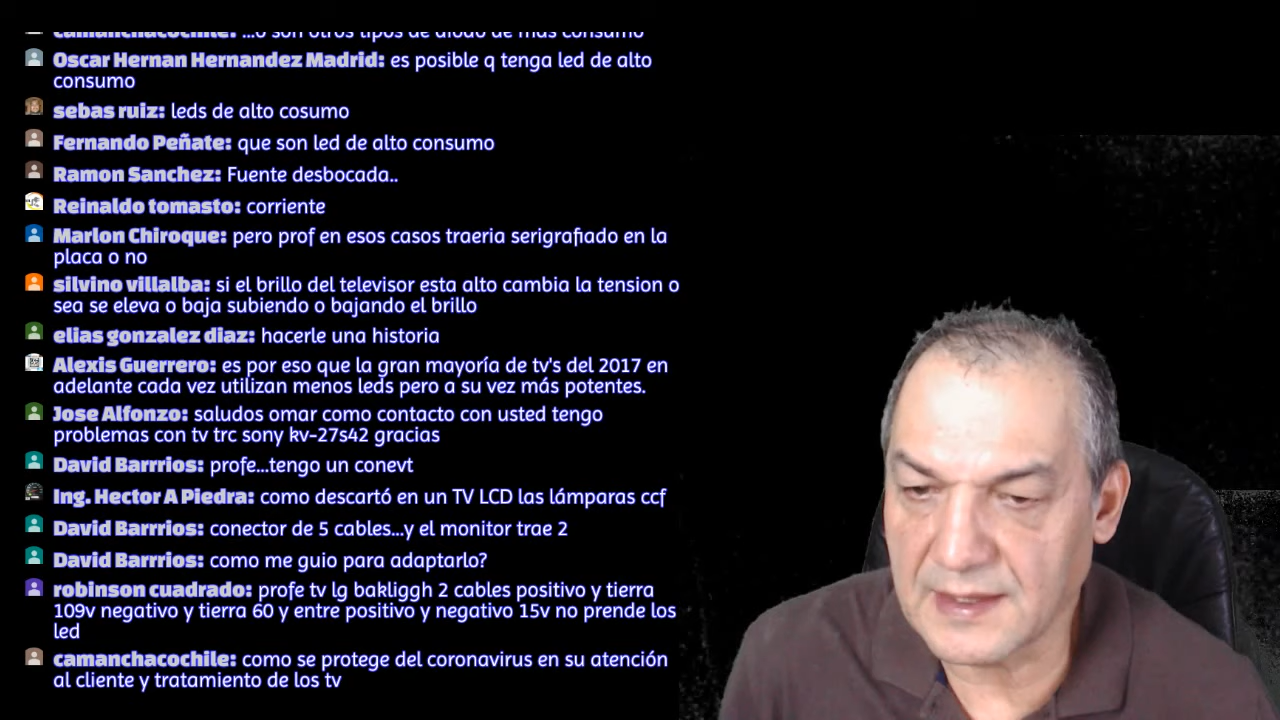 camanchacochile: ...o son otros tipos de diodo de mas consumo
Oscar Hernan Hernandez Madrid: es posible q tenga led de alto
consumo
sebas ruiz: leds de alto cosumo
Fernando Peñate: que son led de alto consumo
Ramon Sanchez: Fuente desbocada..
Reinaldo tomasto: corriente
Marlon Chiroque: pero prof en esos casos traeria serigrafiado en la
placa o no
silvino villalba: si el brillo del televisor esta alto cambia la tension o
sea se eleva o baja subiendo o bajando el brillo
elias gonzalez diaz: hacerle una historia
Alexis Guerrero: es por eso que la gran mayoría de tv's del 2017 en
adelante cada vez utilizan menos leds pero a su vez más potentes.
Jose Alfonzo: saludos omar como contacto con usted tengo
problemas con tv trc sony kv-27s42 gracias
David Barrrios: profe...tengo un conevt
Ing. Hector A Piedra: como descartó en un TV LCD las lámparas ccf
David Barrrios: conector de 5 cables...y el monitor trae 2
David Barrrios: como me guio para adaptarlo?
robinson cuadrado: profe tv lg bakliggh 2 cables positivo y tierra
109v negativo y tierra 60 y entre positivo y negativo 15v no prende los
led
camanchacochile: como se protege del coronavirus en su atención
al cliente y tratamiento de los tv